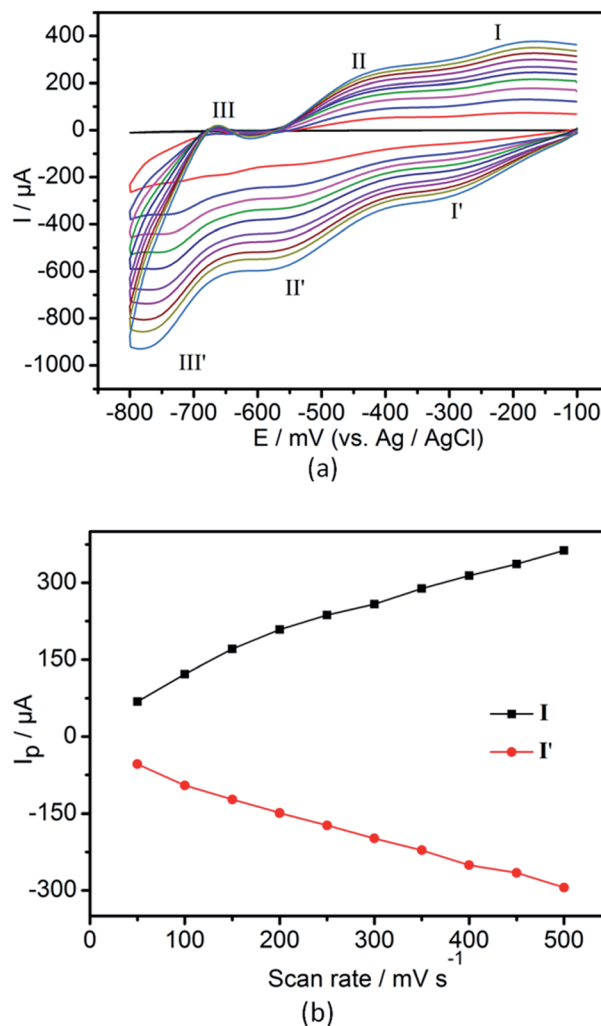 400
200
0
-200
-400
-600
-800
-1000
I / µA
I
II
III
I'
II'
III'
-800 -700 -600 -500 -400 -300 -200 -100
E / mV (vs. Ag / AgCl)
(a)
300
150
0
-150
-300
Iₚ / µA
I
I'
0 100 200 300 400 500
Scan rate / mV s⁻¹
(b)